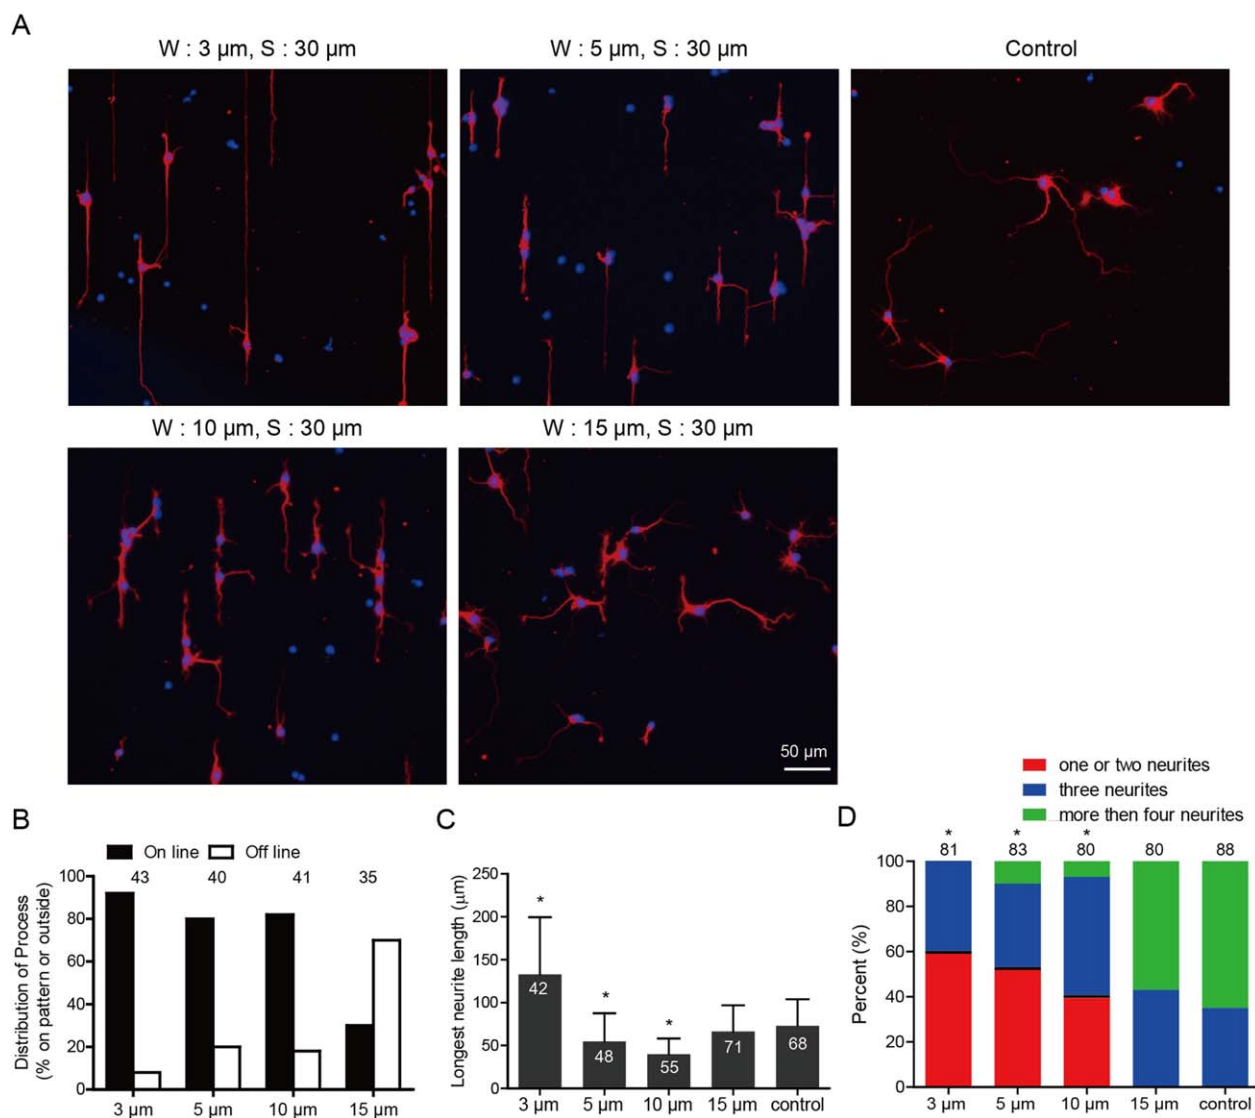 A
W : 3 µm, S : 30 µm
W : 5 µm, S : 30 µm
Control
W : 10 µm, S : 30 µm
W : 15 µm, S : 30 µm
50 µm
B
On line
Off line
43
40
41
35
Distribution of Process
(% on pattern or outside)
100
80
60
40
20
0
3 µm
5 µm
10 µm
15 µm
C
Longest neurite length (µm)
250
200
150
100
50
0
*
*
*
42
48
55
71
68
3 µm
5 µm
10 µm
15 µm
control
one or two neurites
three neurites
more then four neurites
D
*
*
*
81
83
80
80
88
Percent (%)
100
80
60
40
20
0
3 µm
5 µm
10 µm
15 µm
control